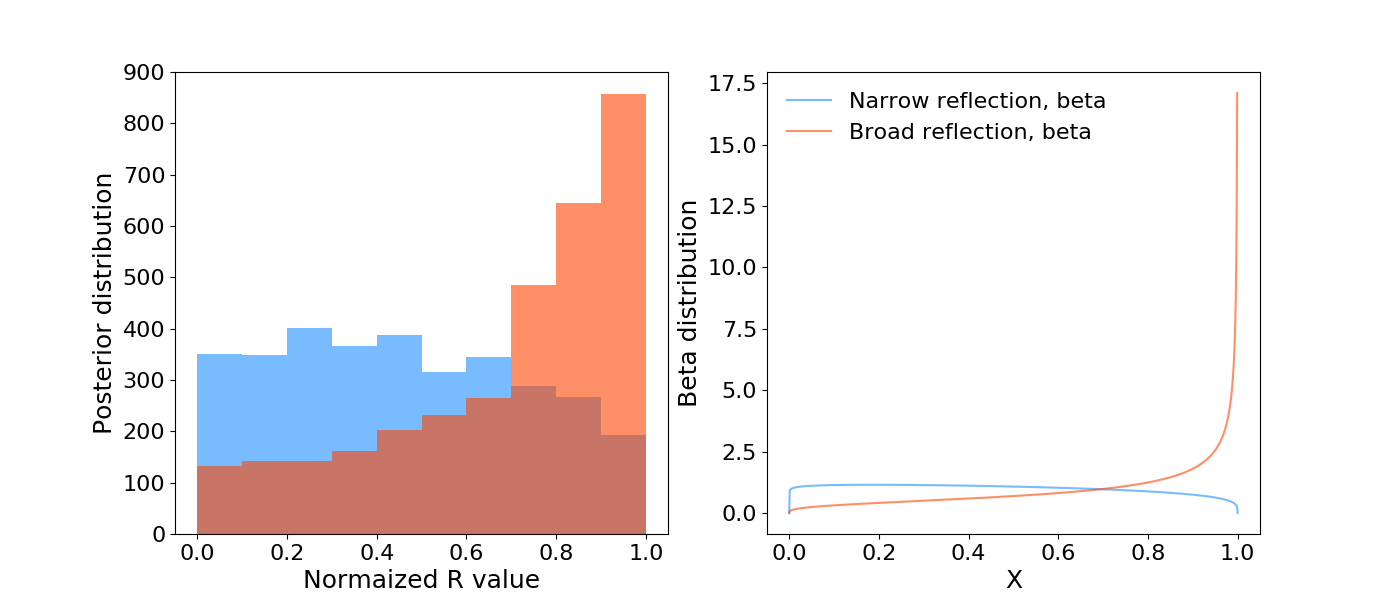 Posterior distribution
900
800
700
600
500
400
300
200
100
0
0.0 0.2 0.4 0.6 0.8 1.0
Normaized R value
Beta distribution
17.5
15.0
12.5
10.0
7.5
5.0
2.5
0.0
Narrow reflection, beta
Broad reflection, beta
0.0 0.2 0.4 0.6 0.8 1.0
X